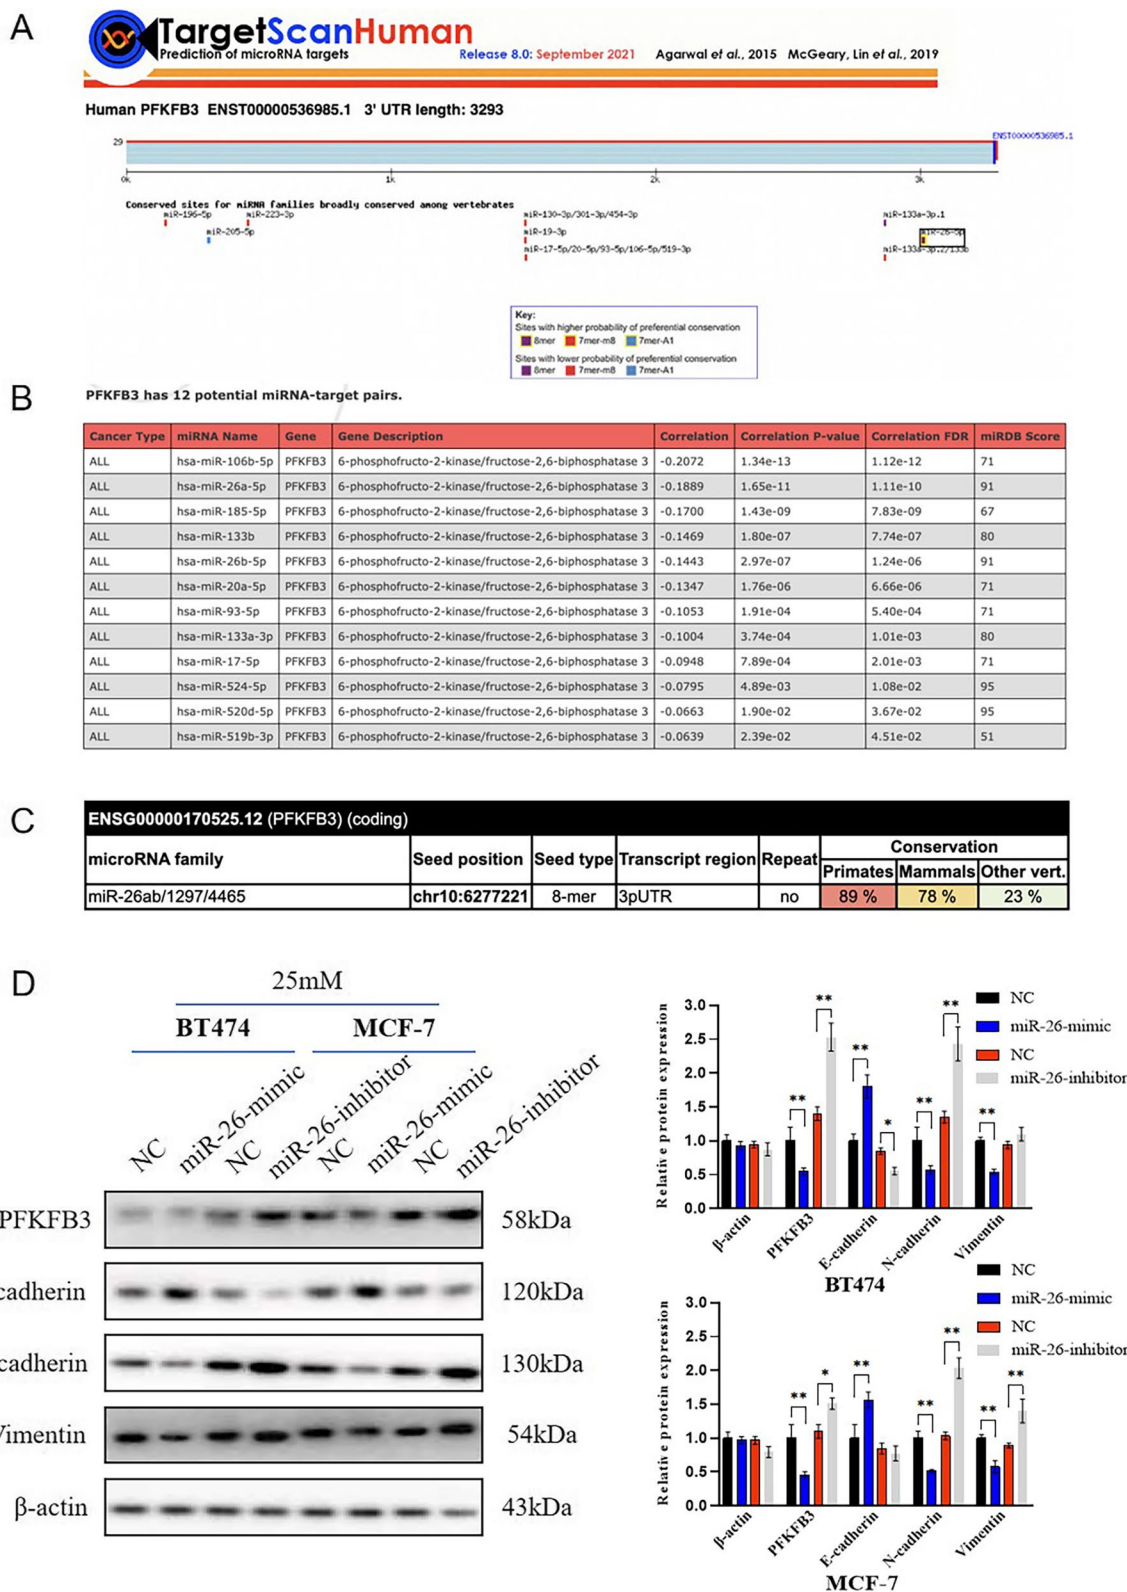 A
TargetScanHuman
Prediction of microRNA targets
Release 8.0: September 2021 Agarwal et al., 2015 McGeary, Lin et al., 2019
Human PFKFB3 ENST00000536985.1 3' UTR length: 3293
ENST00000536985.1
29
0k 1k 2k 3k
Conserved sites for miRNA families broadly conserved among vertebrates
miR-196-5p miR-223-3p miR-130-3p/301-3p/454-3p miR-133a-3p.1
miR-205-5p miR-19-3p miR-26-5p
miR-17-5p/20-5p/93-5p/106-5p/519-3p miR-133a-3p.2/133b
Key:
Sites with higher probability of preferential conservation
8mer 7mer-m8 7mer-A1
Sites with lower probability of preferential conservation
8mer 7mer-m8 7mer-A1
B
PFKFB3 has 12 potential miRNA-target pairs.
Cancer Type miRNA Name Gene Gene Description Correlation Correlation P-value Correlation FDR miRDB Score
ALL hsa-miR-106b-5p PFKFB3 6-phosphofructo-2-kinase/fructose-2,6-biphosphatase 3 -0.2072 1.34e-13 1.12e-12 71
ALL hsa-miR-26a-5p PFKFB3 6-phosphofructo-2-kinase/fructose-2,6-biphosphatase 3 -0.1889 1.65e-11 1.11e-10 91
ALL hsa-miR-185-5p PFKFB3 6-phosphofructo-2-kinase/fructose-2,6-biphosphatase 3 -0.1700 1.43e-09 7.83e-09 67
ALL hsa-miR-133b PFKFB3 6-phosphofructo-2-kinase/fructose-2,6-biphosphatase 3 -0.1469 1.80e-07 7.74e-07 80
ALL hsa-miR-26b-5p PFKFB3 6-phosphofructo-2-kinase/fructose-2,6-biphosphatase 3 -0.1443 2.97e-07 1.24e-06 91
ALL hsa-miR-20a-5p PFKFB3 6-phosphofructo-2-kinase/fructose-2,6-biphosphatase 3 -0.1347 1.76e-06 6.66e-06 71
ALL hsa-miR-93-5p PFKFB3 6-phosphofructo-2-kinase/fructose-2,6-biphosphatase 3 -0.1053 1.91e-04 5.40e-04 71
ALL hsa-miR-133a-3p PFKFB3 6-phosphofructo-2-kinase/fructose-2,6-biphosphatase 3 -0.1004 3.74e-04 1.01e-03 80
ALL hsa-miR-17-5p PFKFB3 6-phosphofructo-2-kinase/fructose-2,6-biphosphatase 3 -0.0948 7.89e-04 2.01e-03 71
ALL hsa-miR-524-5p PFKFB3 6-phosphofructo-2-kinase/fructose-2,6-biphosphatase 3 -0.0795 4.89e-03 1.08e-02 95
ALL hsa-miR-520d-5p PFKFB3 6-phosphofructo-2-kinase/fructose-2,6-biphosphatase 3 -0.0663 1.90e-02 3.67e-02 95
ALL hsa-miR-519b-3p PFKFB3 6-phosphofructo-2-kinase/fructose-2,6-biphosphatase 3 -0.0639 2.39e-02 4.51e-02 51
C
ENSG00000170525.12 (PFKFB3) (coding)
microRNA family Seed position Seed type Transcript region Repeat Conservation
Primates Mammals Other vert.
miR-26ab/1297/4465 chr10:6277221 8-mer 3pUTR no 89 % 78 % 23 %
D
25mM
BT474 MCF-7
NC miR-26-mimic NC miR-26-inhibitor NC miR-26-mimic NC miR-26-inhibitor
PFKFB3 58kDa
cadherin 120kDa
cadherin 130kDa
Vimentin 54kDa
β-actin 43kDa
Relative protein expression
3.0
2.5
2.0
1.5
1.0
0.5
0.0
** ** ** * ** ** **
NC
miR-26-mimic
NC
miR-26-inhibitor
β-actin PFKFB3 E-cadherin N-cadherin Vimentin
BT474
Relative protein expression
3.0
2.5
2.0
1.5
1.0
0.5
0.0
** * ** ** ** ** **
NC
miR-26-mimic
NC
miR-26-inhibitor
β-actin PFKFB3 E-cadherin N-cadherin Vimentin
MCF-7